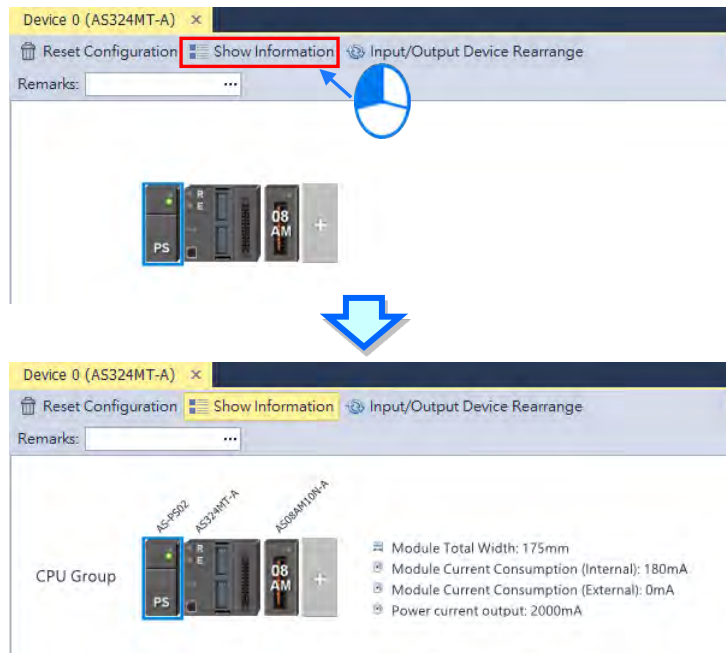 Device 0 (AS324MT-A) ×
Reset Configuration Show Information Input/Output Device Rearrange
Remarks: ...
R
E
08
AM
PS
+
Device 0 (AS324MT-A) ×
Reset Configuration Show Information Input/Output Device Rearrange
Remarks: ...
AS-PS02 AS324MT-A AS08AM10N-A
CPU Group
R
E
08
AM
PS
+
Module Total Width: 175mm
Module Current Consumption (Internal): 180mA
Module Current Consumption (External): 0mA
Power current output: 2000mA